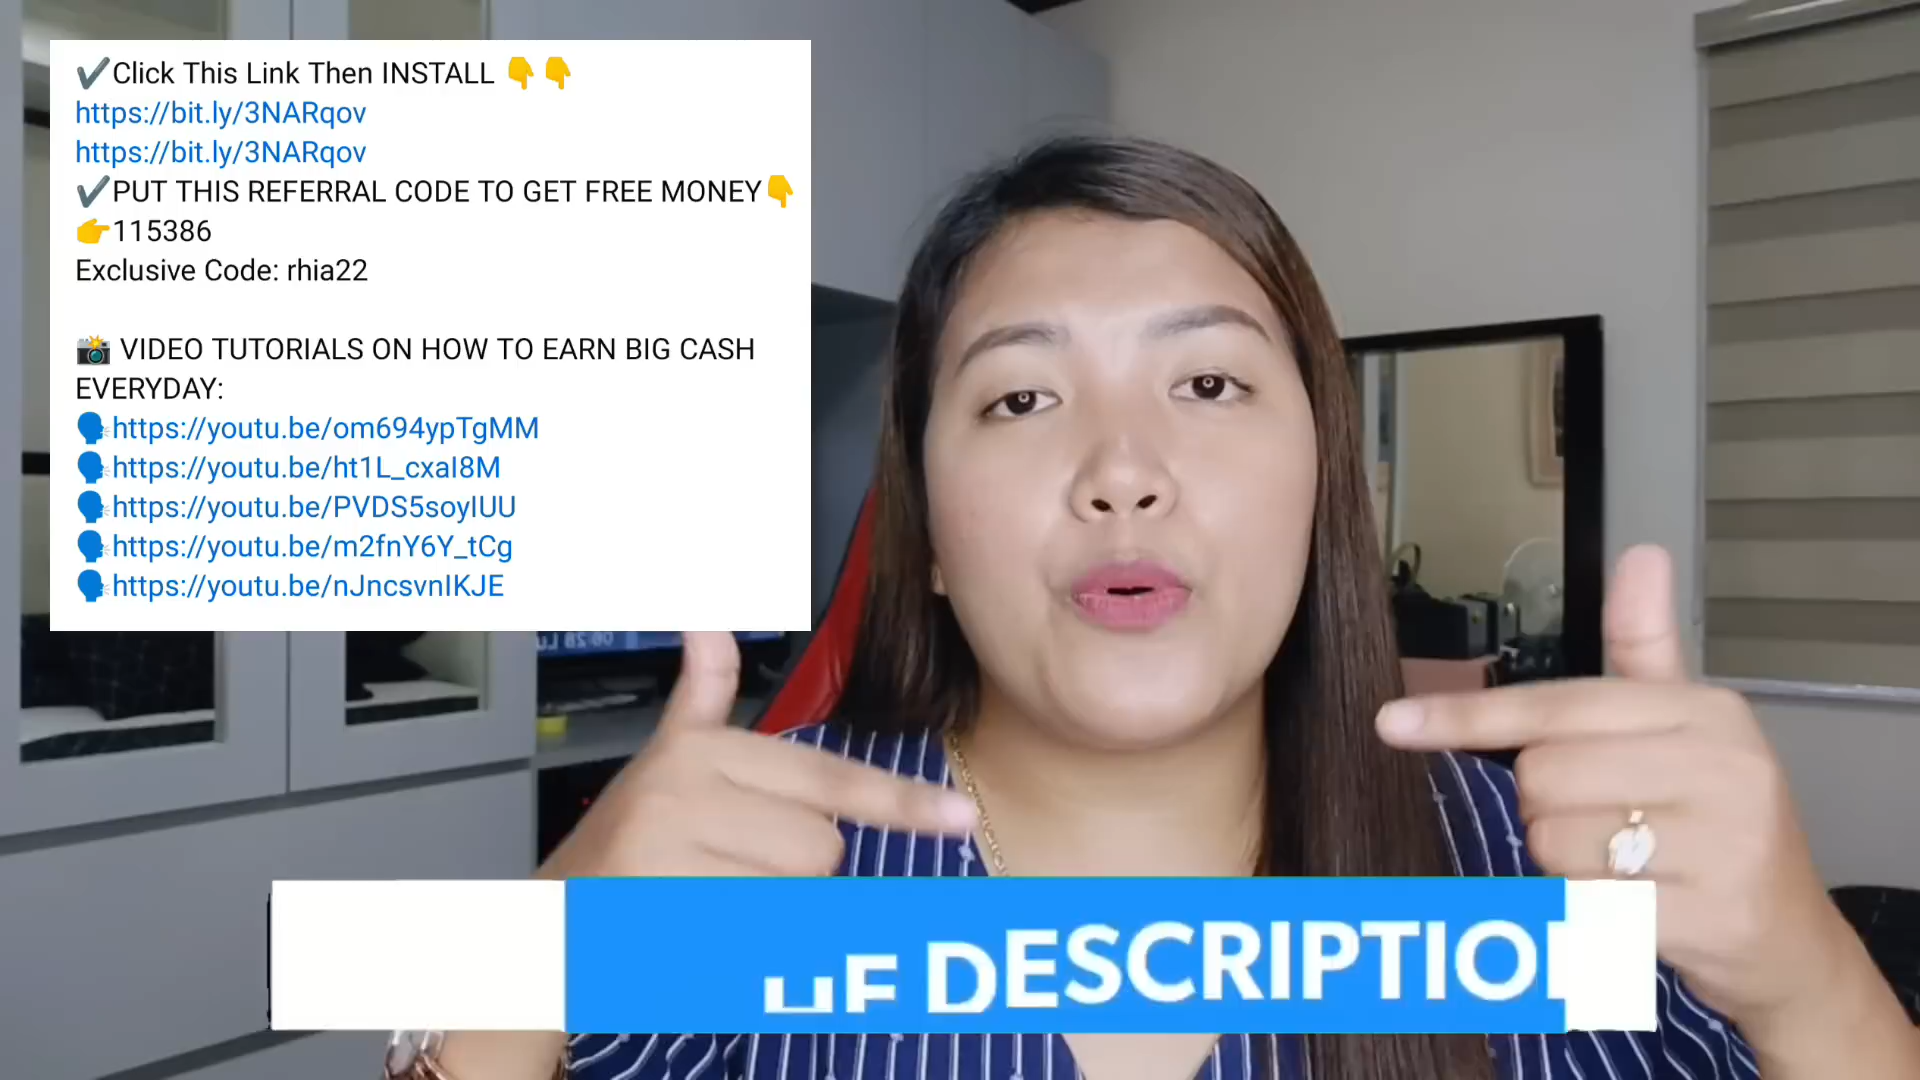 ✔️Click This Link Then INSTALL 👇👇
https://bit.ly/3NARqov
https://bit.ly/3NARqov
✔️PUT THIS REFERRAL CODE TO GET FREE MONEY👇
👉115386
Exclusive Code: rhia22
📸 VIDEO TUTORIALS ON HOW TO EARN BIG CASH
EVERYDAY:
🗣️https://youtu.be/om694ypTgMM
🗣️https://youtu.be/ht1L_cxaI8M
🗣️https://youtu.be/PVDS5soyIUU
🗣️https://youtu.be/m2fnY6Y_tCg
🗣️https://youtu.be/nJncsvnIKJE
DESCRIPTIO